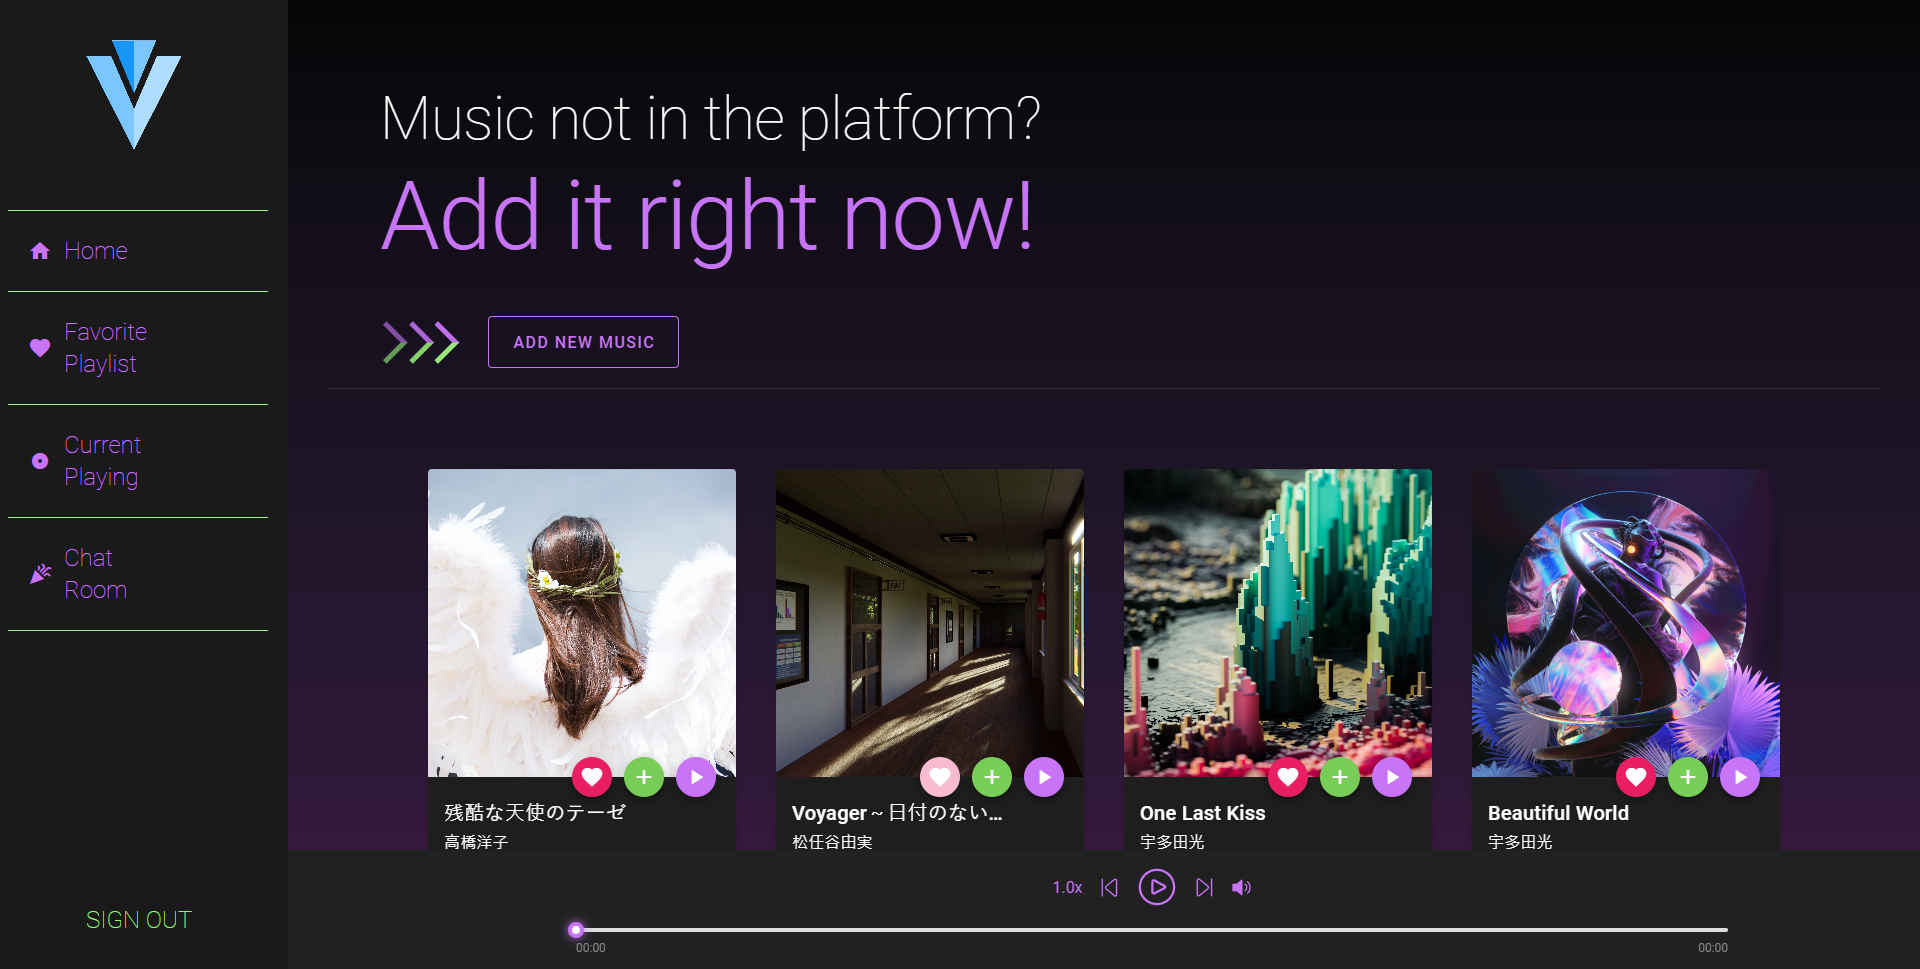 Music not in the platform?
Add it right now!
Home
Favorite
Playlist
Current
Playing
Chat
Room
SIGN OUT
ADD NEW MUSIC
残酷な天使のテーゼ
高橋洋子
Voyager～日付のない...
松任谷由実
One Last Kiss
宇多田光
Beautiful World
宇多田光
1.0x
00:00
00:00